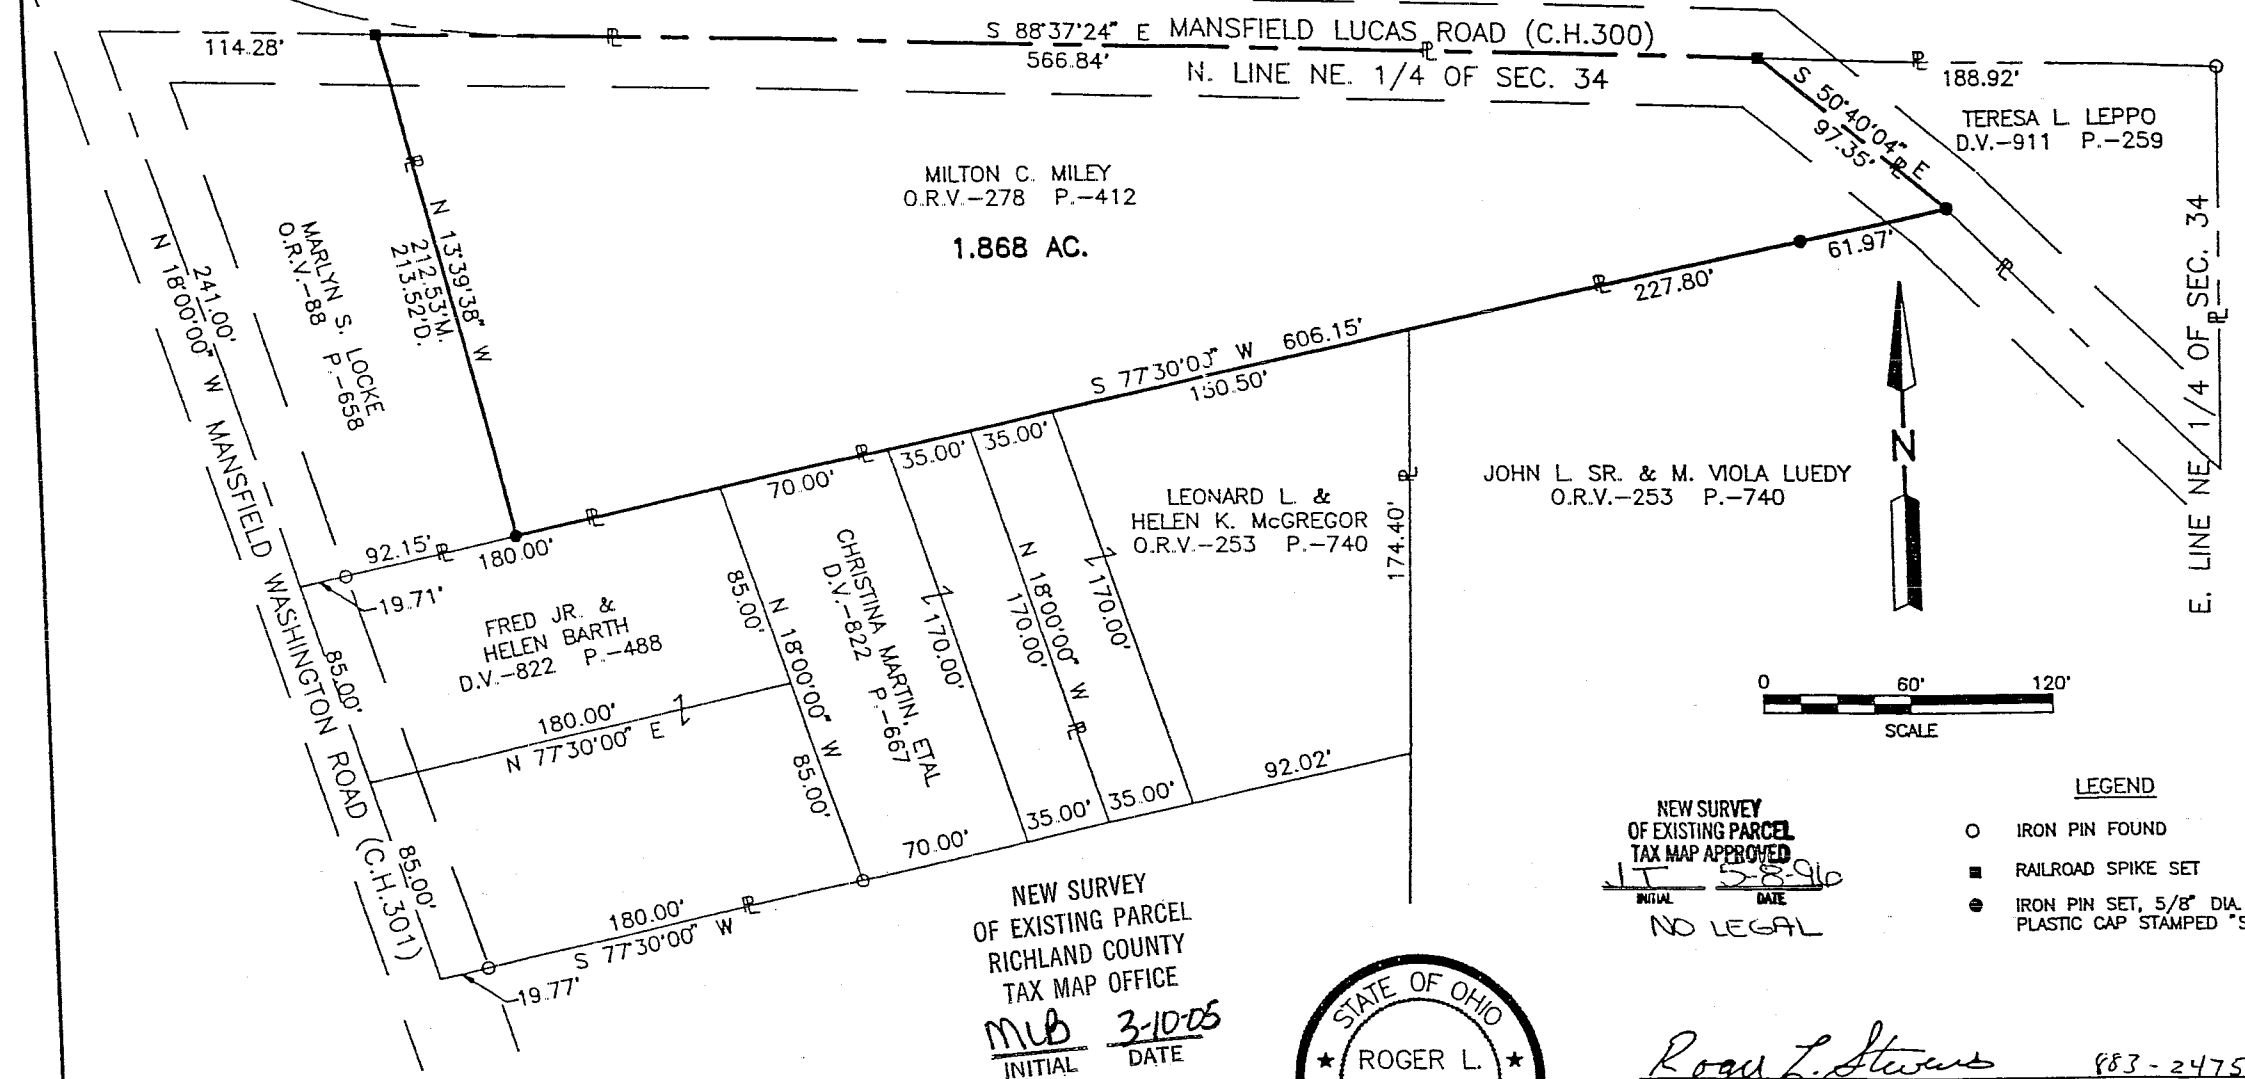 114.28'
S 88°37'24" E MANSFIELD LUCAS ROAD (C.H.300)
566.84'
N. LINE NE. 1/4 OF SEC. 34
188.92'
S 50°40'04" E
97.35'
TERESA L. LEPPO
D.V.-911 P.-259
MILTON C. MILEY
O.R.V.-278 P.-412
1.868 AC.
N 13°39'38" W
212.53'M.
213.52'D.
MARLYN S. LOCKE
O.R.V.-88 P.-658
241.00'
N 18°00'00" W MANSFIELD WASHINGTON ROAD (C.H.301)
61.97'
227.80'
S 77°30'00" W 606.15'
150.50'
E. LINE NE. 1/4 OF SEC. 34
N
35.00'
35.00'
70.00'
180.00'
92.15'
19.71'
FRED JR. &
HELEN BARTH
D.V.-822 P.-488
85.00'
180.00'
N 77°30'00" E
85.00'
N 18°00'00" W
85.00'
CHRISTINA MARTIN, ETAL
D.V.-822 P.-667
170.00'
N 18°00'00" W
170.00'
170.00'
LEONARD L. &
HELEN K. McGREGOR
O.R.V.-253 P.-740
174.40'
JOHN L. SR. & M. VIOLA LUEDY
O.R.V.-253 P.-740
0 60' 120'
SCALE
92.02'
35.00'
35.00'
70.00'
85.00'
180.00'
S 77°30'00" W
19.77'
NEW SURVEY
OF EXISTING PARCEL
RICHLAND COUNTY
TAX MAP OFFICE
MLB 3-10-05
INITIAL DATE
NEW SURVEY
OF EXISTING PARCEL
TAX MAP APPROVED
JT 5-8-96
INITIAL DATE
NO LEGAL
LEGEND
IRON PIN FOUND
RAILROAD SPIKE SET
IRON PIN SET, 5/8" DIA.
PLASTIC CAP STAMPED "S
STATE OF OHIO
★ ROGER L. ★
Roger L. Stevens 883-2475